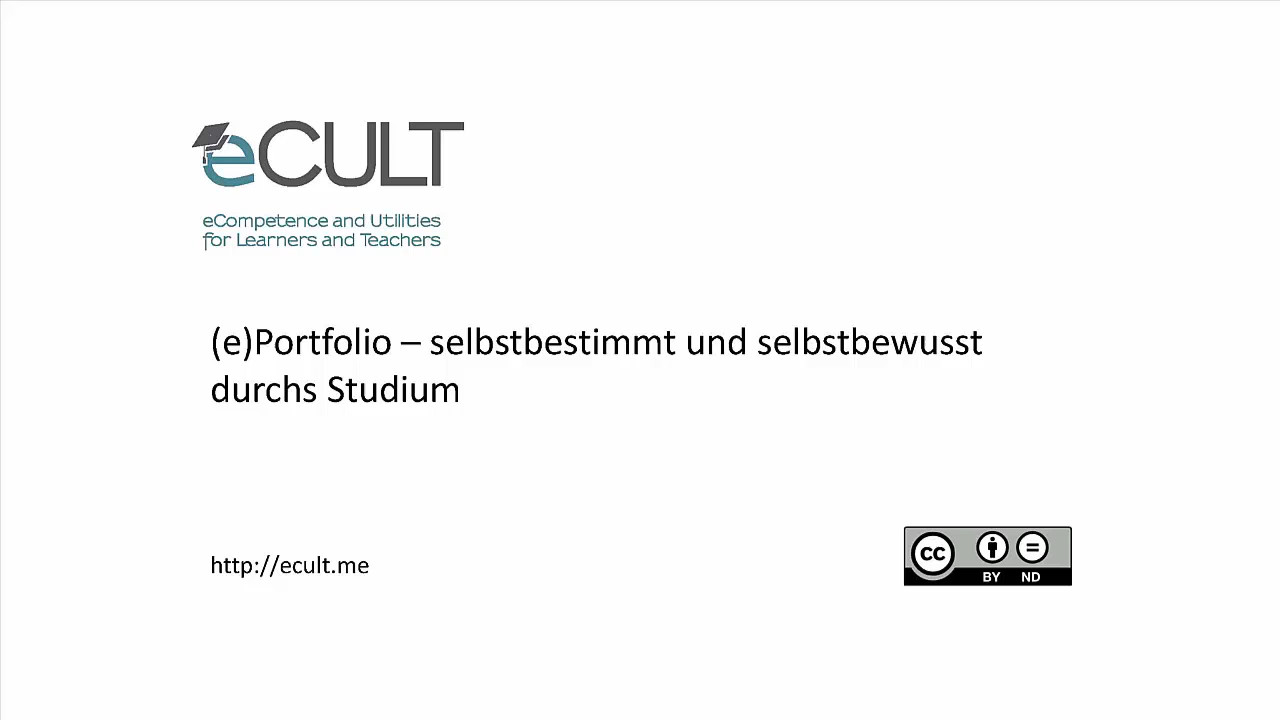 eCULT
eCompetence and Utilities
for Learners and Teachers
(e)Portfolio – selbstbestimmt und selbstbewusst
durchs Studium
http://ecult.me
cc
BY ND